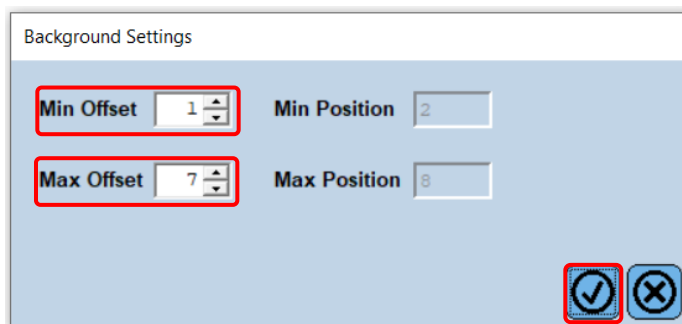 Background Settings
Min Offset 1 Min Position 2
Max Offset 7 Max Position 8